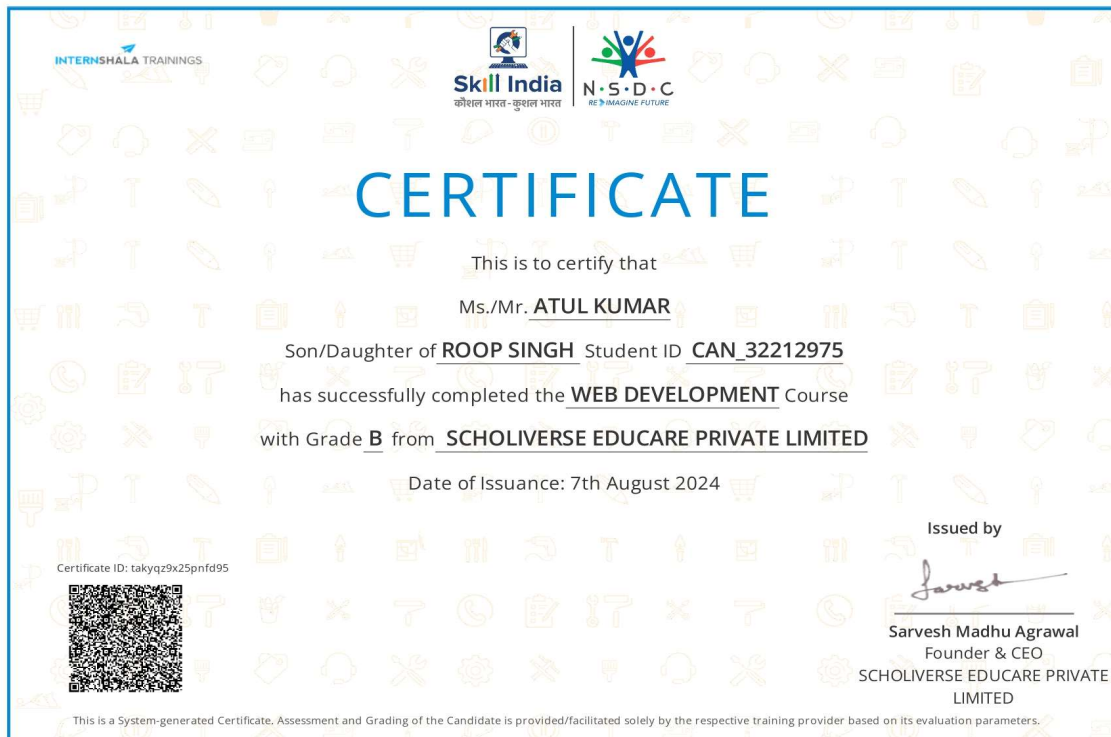 INTERNSHALA TRAININGS
Skill India
कौशल भारत - कुशल भारत
N·S·D·C
RE IMAGINE FUTURE
CERTIFICATE
This is to certify that
Ms./Mr. ATUL KUMAR
Son/Daughter of ROOP SINGH Student ID CAN_32212975
has successfully completed the WEB DEVELOPMENT Course
with Grade B from SCHOLIVERSE EDUCARE PRIVATE LIMITED
Date of Issuance: 7th August 2024
Issued by
Certificate ID: takyqz9x25pnfd95
Sarvesh
Sarvesh Madhu Agrawal
Founder & CEO
SCHOLIVERSE EDUCARE PRIVATE
LIMITED
This is a System-generated Certificate. Assessment and Grading of the Candidate is provided/facilitated solely by the respective training provider based on its evaluation parameters.